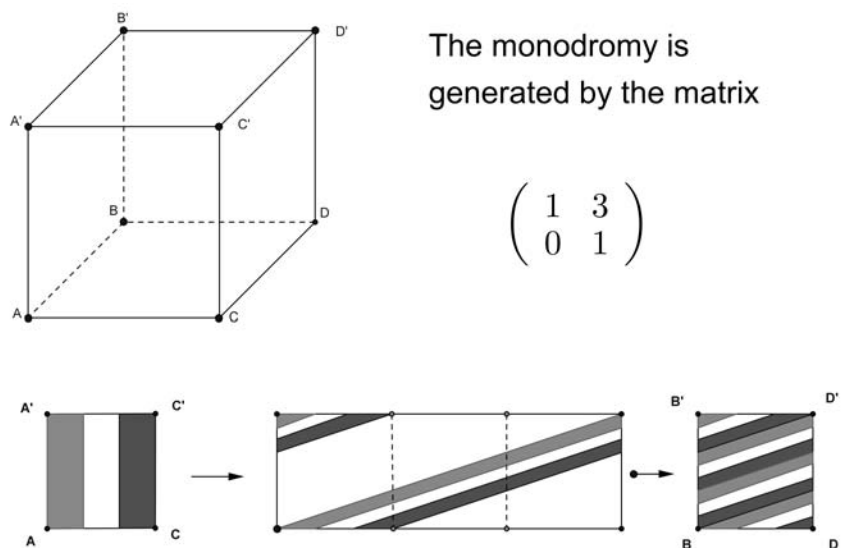 B'
D'
The monodromy is
generated by the matrix
A'
C'
1 3
0 1
B
D
A
C
A'
C'
B'
D'
A
C
B
D